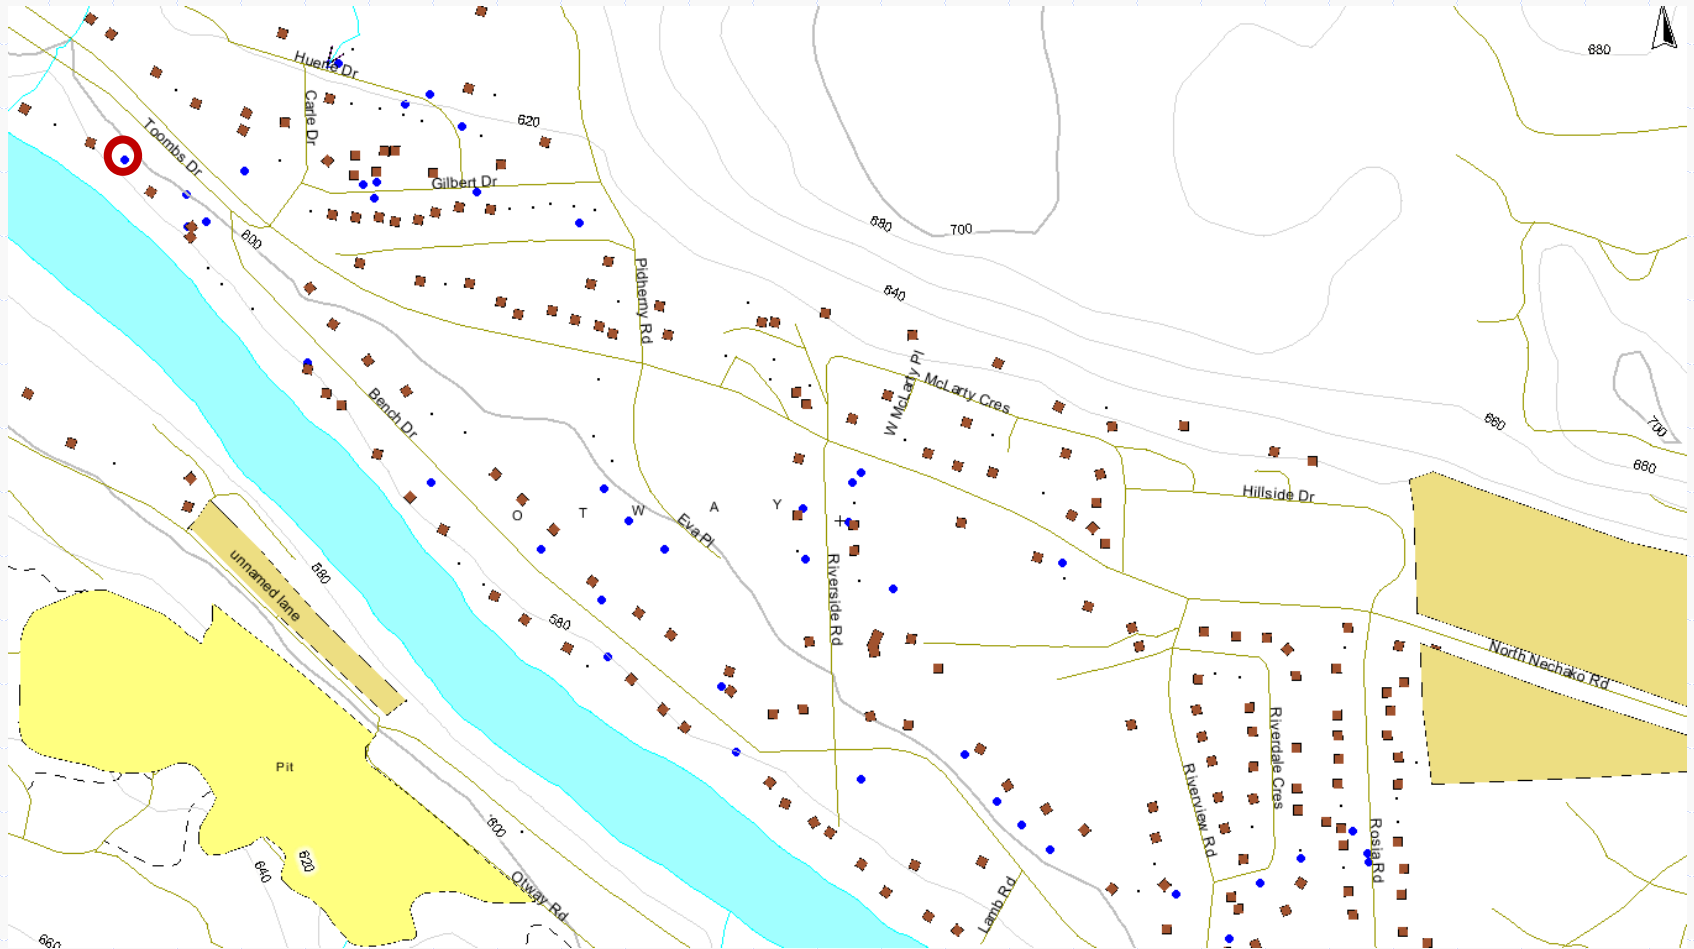 680
Huene Dr
Carle Dr
620
Toombs Dr
Gilbert Dr
680
700
600
Pidherny Rd
640
W McLarty Pl
McLarty Cres
Bench Dr
660
700
680
Hillside Dr
O T W A Y
Eva Pl
unnamed lane
580
Riverside Rd
580
North Nechako Rd
Pit
Riverdale Cres
Riverview Rd
Rosia Rd
600
620
640
Otway Rd
Lamb Rd
660